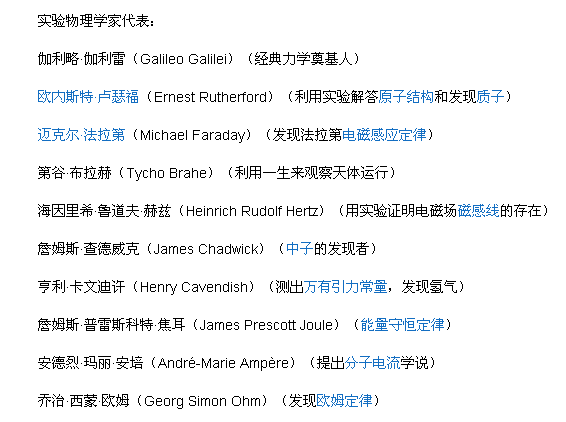 实验物理学家代表：
伽利略·伽利雷（Galileo Galilei）（经典力学奠基人）
欧内斯特·卢瑟福（Ernest Rutherford）（利用实验解答原子结构和发现质子）
迈克尔·法拉第（Michael Faraday）（发现法拉第电磁感应定律）
第谷·布拉赫（Tycho Brahe）（利用一生来观察天体运行）
海因里希·鲁道夫·赫兹（Heinrich Rudolf Hertz）（用实验证明电磁场磁感线的存在）
詹姆斯·查德威克（James Chadwick）（中子的发现者）
亨利·卡文迪许（Henry Cavendish）（测出万有引力常量，发现氢气）
詹姆斯·普雷斯科特·焦耳（James Prescott Joule）（能量守恒定律）
安德烈·玛丽·安培（André-Marie Ampère）（提出分子电流学说）
乔治·西蒙·欧姆（Georg Simon Ohm）（发现欧姆定律）